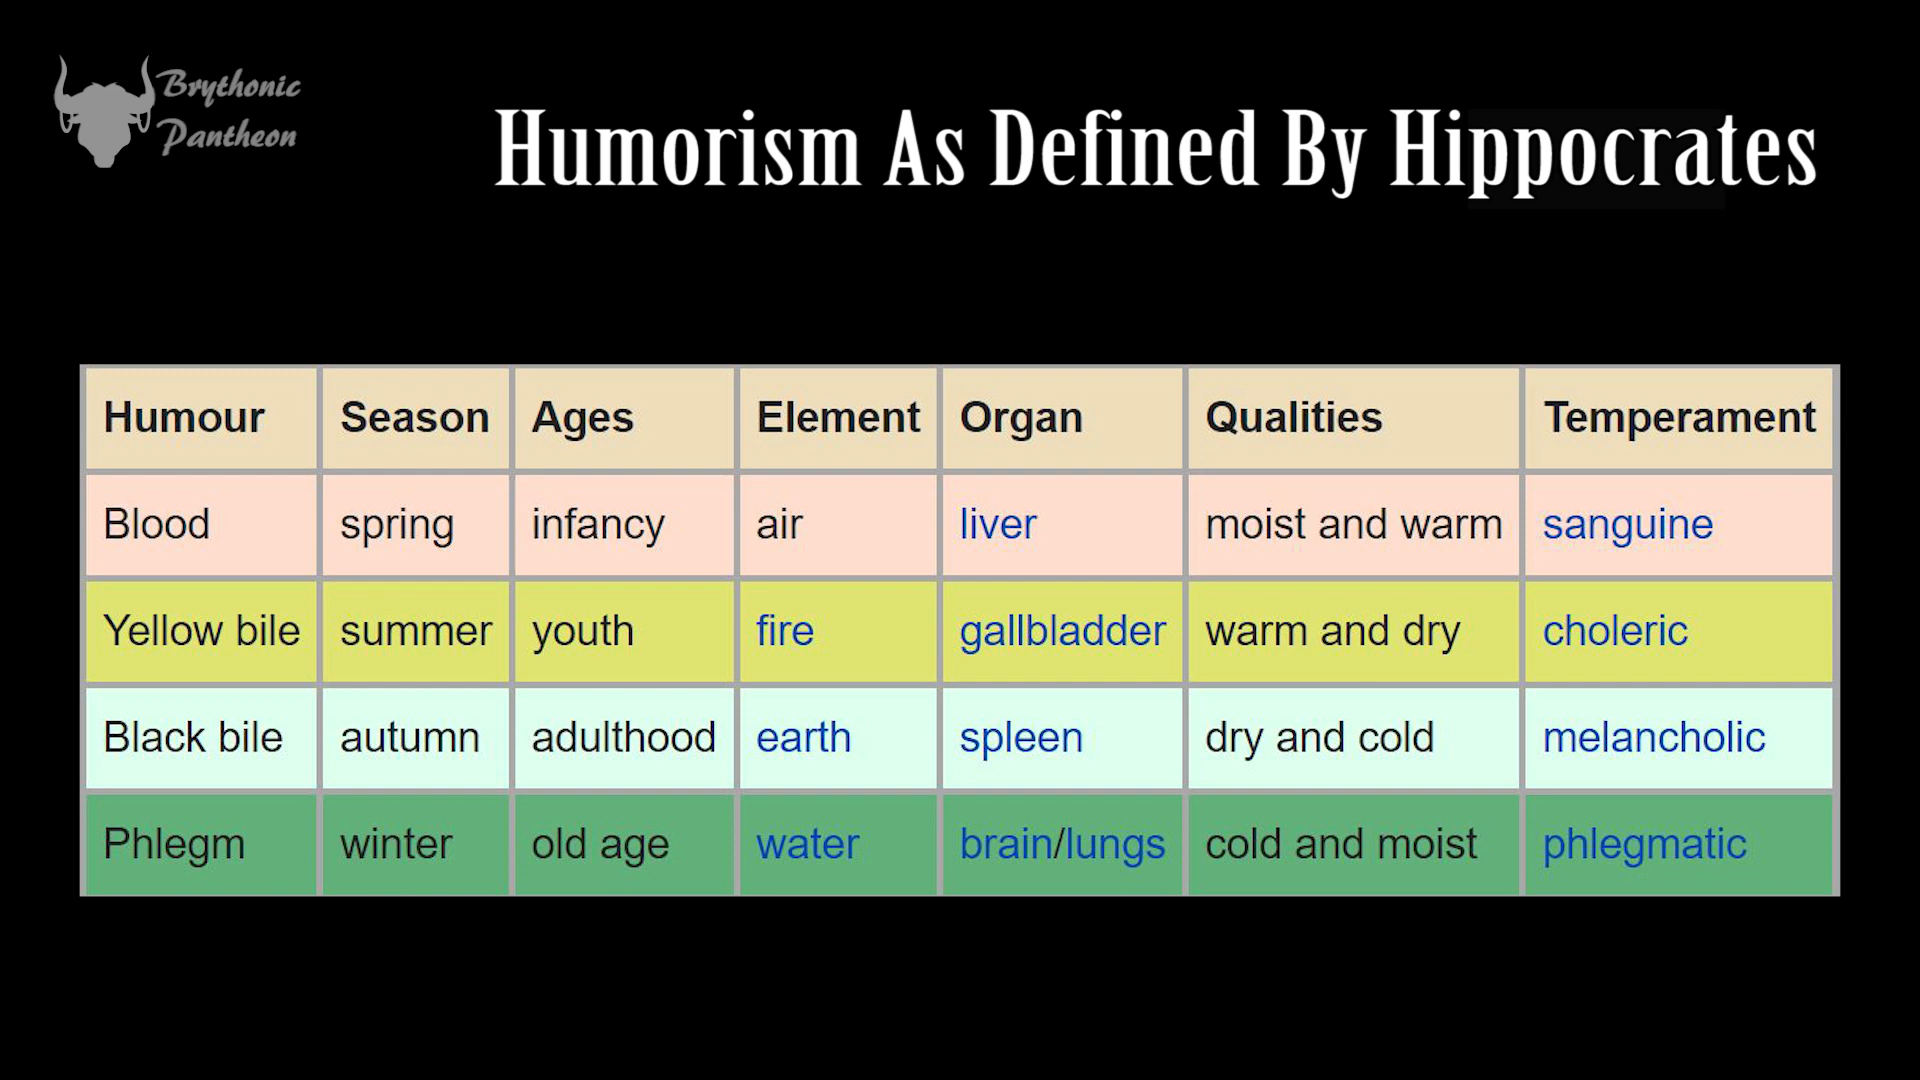 Brythonic
Pantheon
Humorism As Defined By Hippocrates
Humour Season Ages Element Organ Qualities Temperament
Blood spring infancy air liver moist and warm sanguine
Yellow bile summer youth fire gallbladder warm and dry choleric
Black bile autumn adulthood earth spleen dry and cold melancholic
Phlegm winter old age water brain/lungs cold and moist phlegmatic